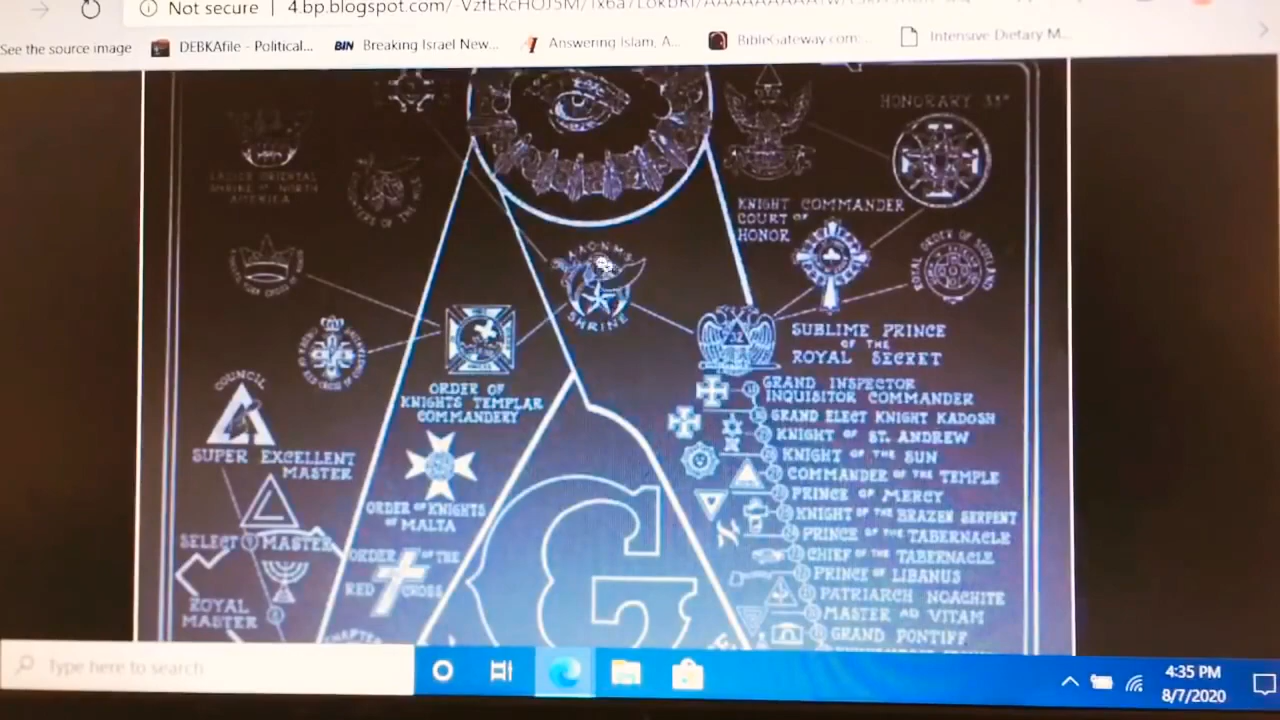 Not secure
4.bp.blogspot.com/
See the source image
DEBKAfile - Political...
BIN Breaking Israel New...
Answering Islam, A...
BibleGateway.com...
Intensive Dietary M...
HONORARY 33°
KNIGHT COMMANDER
COURT OF
HONOR
SHRINE
ROYAL ORDER OF SCOTLAND
32
SUBLIME PRINCE
OF THE
ROYAL SECRET
GRAND INSPECTOR
INQUISITOR COMMANDER
GRAND ELECT KNIGHT KADOSH
KNIGHT OF ST. ANDREW
KNIGHT OF THE SUN
COMMANDER OF THE TEMPLE
PRINCE OF MERCY
KNIGHT OF THE BRAZEN SERPENT
PRINCE OF THE TABERNACLE
CHIEF OF THE TABERNACLE
PRINCE OF LIBANUS
PATRIARCH NOACHITE
MASTER AD VITAM
GRAND PONTIFF
ORDER OF
KNIGHTS TEMPLAR
COMMANDERY
ORDER OF KNIGHTS
OF MALTA
ORDER OF THE
RED CROSS
COUNCIL
SUPER EXCELLENT
MASTER
SELECT MASTER
ROYAL
MASTER
G
Type here to search
4:35 PM
8/7/2020